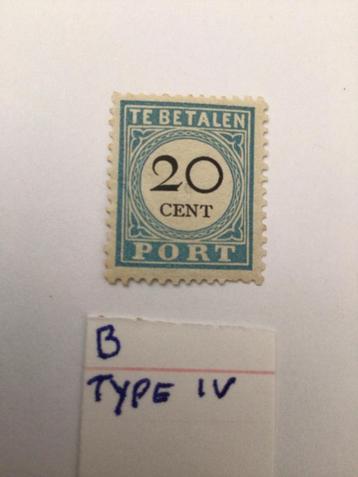 TE BETALEN
20
CENT
PORT
B
TYPE IV